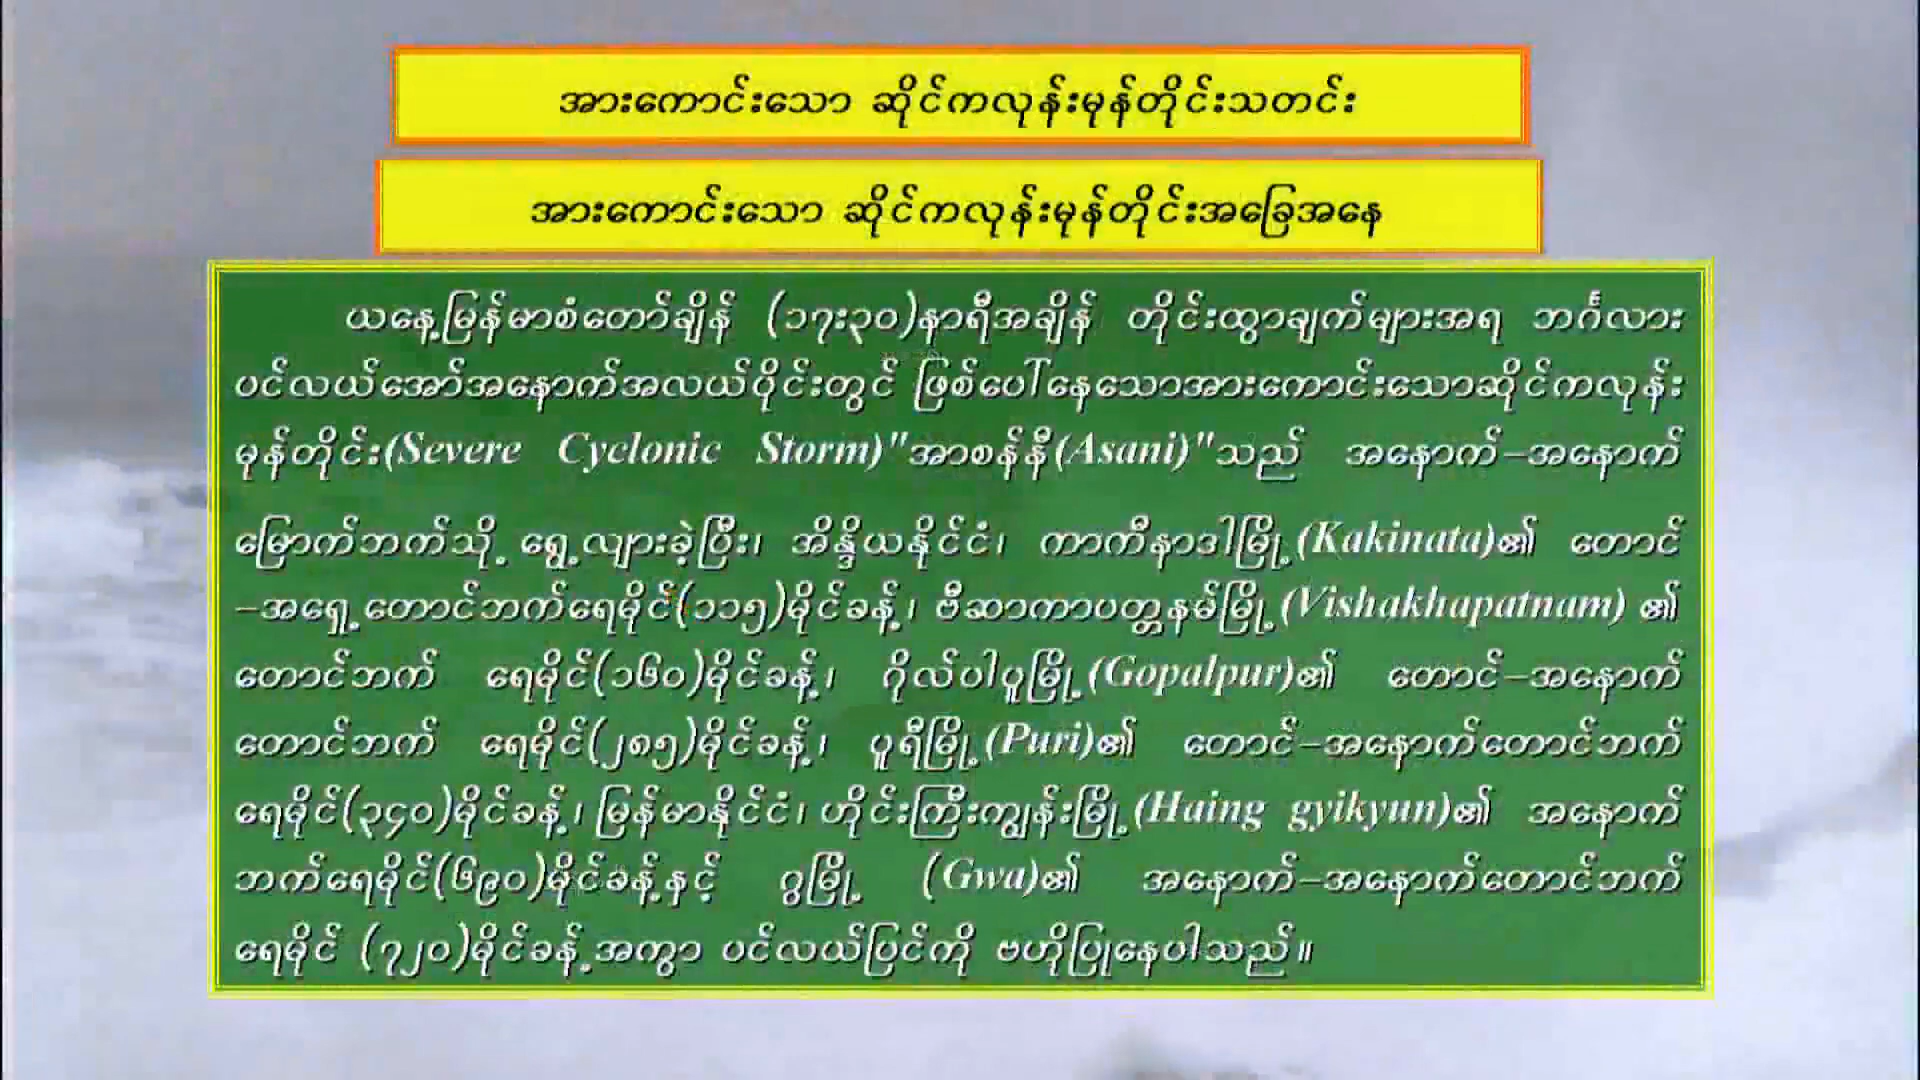 အားကောင်းသော ဆိုင်ကလုန်းမုန်တိုင်းသတင်း
အားကောင်းသော ဆိုင်ကလုန်းမုန်တိုင်းအခြေအနေ
ယနေ့မြန်မာစံတော်ချိန် (၁၇း၃၀)နာရီအချိန် တိုင်းထွာချက်များအရ ဘင်္ဂလား
ပင်လယ်အော်အနောက်အလယ်ပိုင်းတွင် ဖြစ်ပေါ်နေသောအားကောင်းသောဆိုင်ကလုန်း
မုန်တိုင်း(Severe Cyclonic Storm)"အာစန်နီ(Asani)"သည် အနောက်–အနောက်
မြောက်ဘက်သို့ ရွေ့လျားခဲ့ပြီး၊ အိန္ဒိယနိုင်ငံ၊ ကာကီနာဒါမြို့(Kakinata)၏ တောင်
–အရှေ့တောင်ဘက်ရေမိုင်(၁၁၅)မိုင်ခန့်၊ ဗီဆာကာပတ္တနမ်မြို့(Vishakhapatnam) ၏
တောင်ဘက် ရေမိုင်(၁၆၀)မိုင်ခန့်၊ ဂိုလ်ပါပူမြို့(Gopalpur)၏ တောင်–အနောက်
တောင်ဘက် ရေမိုင်(၂၈၅)မိုင်ခန့်၊ ပူရီမြို့(Puri)၏ တောင်–အနောက်တောင်ဘက်
ရေမိုင်(၃၄၀)မိုင်ခန့်၊ မြန်မာနိုင်ငံ၊ ဟိုင်းကြီးကျွန်းမြို့(Haing gyikyun)၏ အနောက်
ဘက်ရေမိုင်(၆၉၀)မိုင်ခန့်နှင့် ဂွမြို့ (Gwa)၏ အနောက်–အနောက်တောင်ဘက်
ရေမိုင် (၇၂၀)မိုင်ခန့်အကွာ ပင်လယ်ပြင်ကို ဗဟိုပြုနေပါသည်။